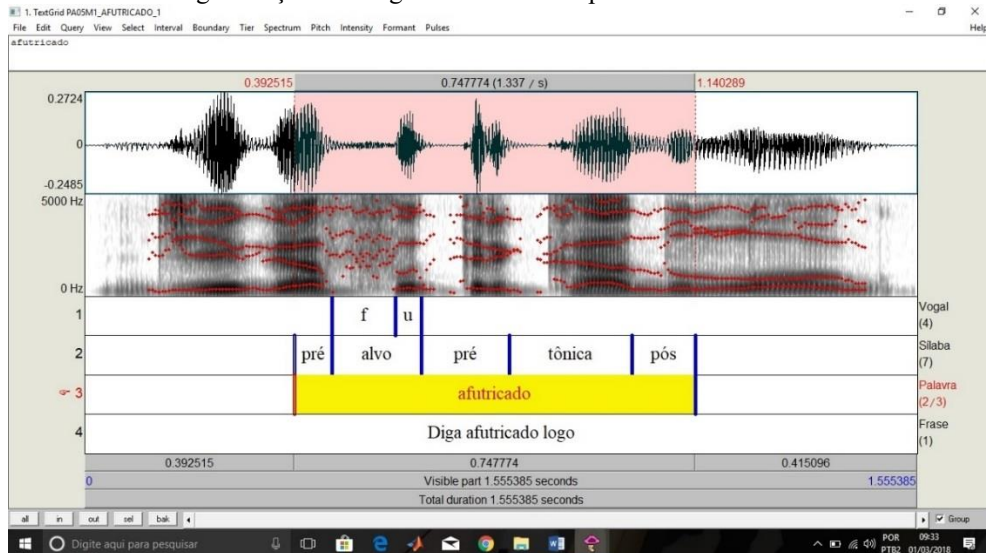 1. TextGrid PA05M1_AFUTRICADO_1
File Edit Query View Select Interval Boundary Tier Spectrum Pitch Intensity Formant Pulses Help
afutricado
0.392515 0.747774 (1.337 / s) 1.140289
0.2724
0
-0.2485
5000 Hz
0 Hz
1 f u Vogal (4)
2 pré alvo pré tônica pós Sílaba (7)
3 afutricado Palavra (2/3)
4 Diga afutricado logo Frase (1)
0.392515 0.747774 0.415096
0 Visible part 1.555385 seconds 1.555385
Total duration 1.555385 seconds
all in out sel bak Group
Digite aqui para pesquisar POR 09:33
PTB2 01/03/2018